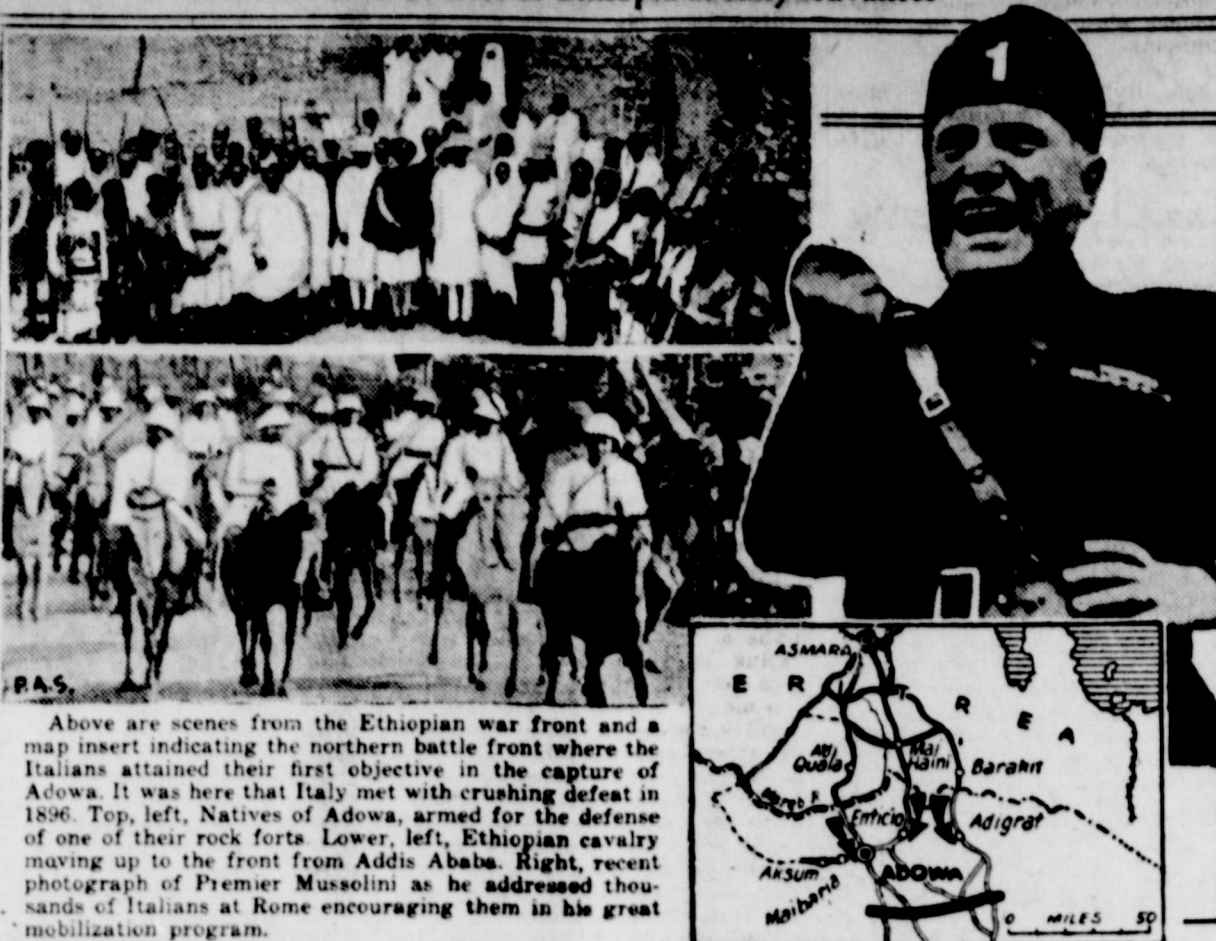 1
P.A.S.
Above are scenes from the Ethiopian war front and a
map insert indicating the northern battle front where the
Italians attained their first objective in the capture of
Adowa. It was here that Italy met with crushing defeat in
1896. Top, left, Natives of Adowa, armed for the defense
of one of their rock forts. Lower, left, Ethiopian cavalry
moving up to the front from Addis Ababa. Right, recent
photograph of Premier Mussolini as he addressed thou-
sands of Italians at Rome encouraging them in his great
mobilization program.
ASMARA
E R I T R E A
Adi
Quala
Mai
Haini
Barakit
Mareb R.
Enticio
Adigrat
Aksum
ADOWA
Maibaria
0 MILES 50